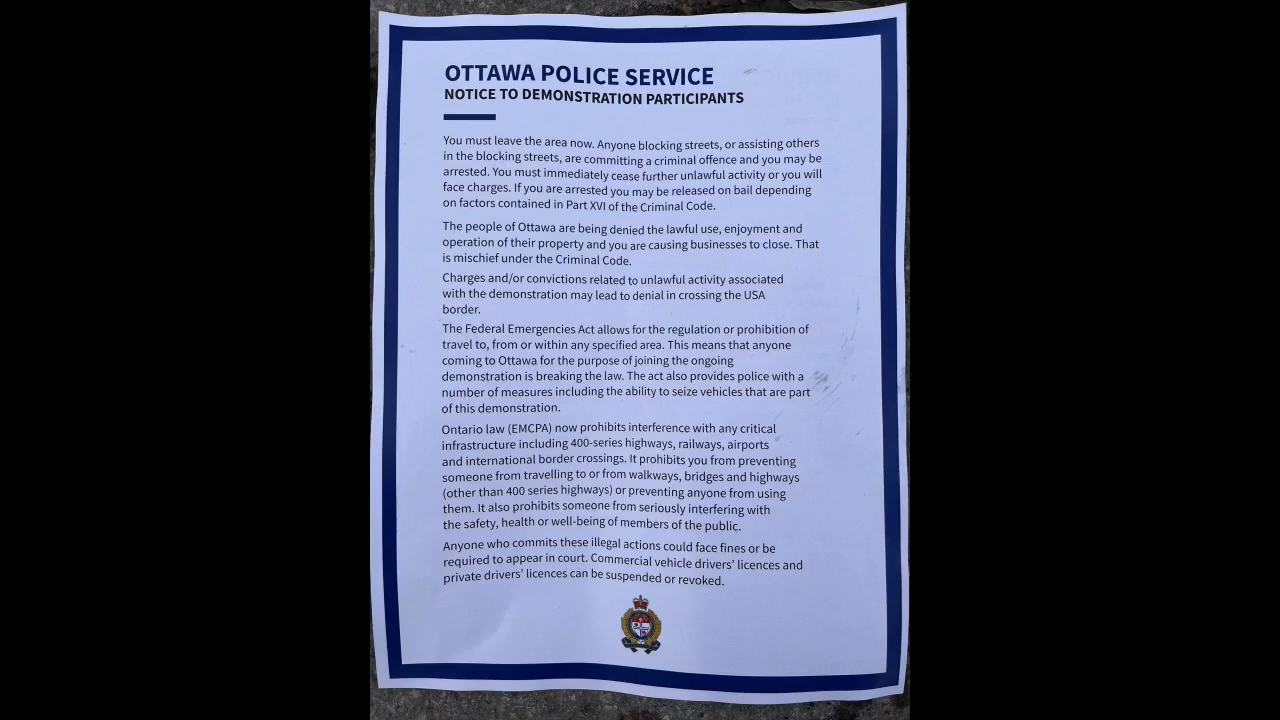 OTTAWA POLICE SERVICE
NOTICE TO DEMONSTRATION PARTICIPANTS
You must leave the area now. Anyone blocking streets, or assisting others
in the blocking streets, are committing a criminal offence and you may be
arrested. You must immediately cease further unlawful activity or you will
face charges. If you are arrested you may be released on bail depending
on factors contained in Part XVI of the Criminal Code.
The people of Ottawa are being denied the lawful use, enjoyment and
operation of their property and you are causing businesses to close. That
is mischief under the Criminal Code.
Charges and/or convictions related to unlawful activity associated
with the demonstration may lead to denial in crossing the USA
border.
The Federal Emergencies Act allows for the regulation or prohibition of
travel to, from or within any specified area. This means that anyone
coming to Ottawa for the purpose of joining the ongoing
demonstration is breaking the law. The act also provides police with a
number of measures including the ability to seize vehicles that are part
of this demonstration.
Ontario law (EMCPA) now prohibits interference with any critical
infrastructure including 400-series highways, railways, airports
and international border crossings. It prohibits you from preventing
someone from travelling to or from walkways, bridges and highways
(other than 400 series highways) or preventing anyone from using
them. It also prohibits someone from seriously interfering with
the safety, health or well-being of members of the public.
Anyone who commits these illegal actions could face fines or be
required to appear in court. Commercial vehicle drivers’ licences and
private drivers’ licences can be suspended or revoked.